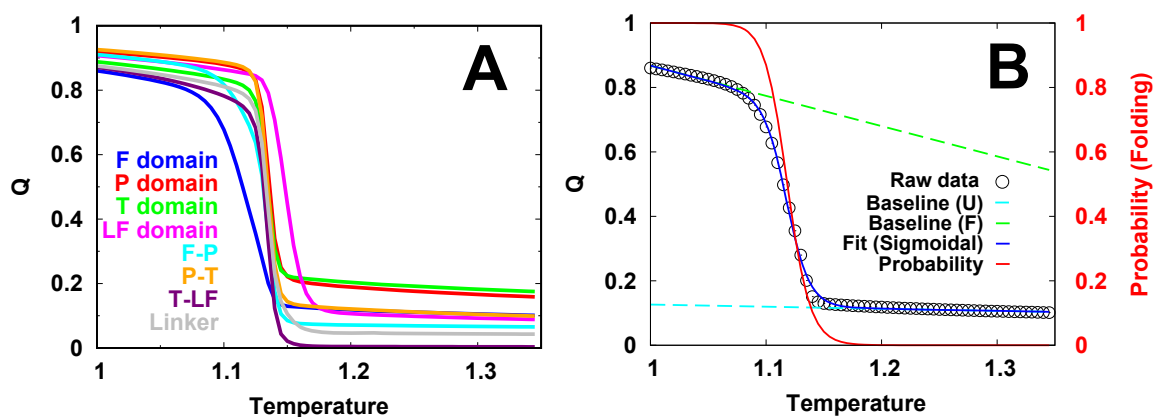 A
1
0.8
0.6
0.4
0.2
0
Q
F domain
P domain
T domain
LF domain
F-P
P-T
T-LF
Linker
1 1.1 1.2 1.3
Temperature
B
1
0.8
0.6
0.4
0.2
0
Q
Raw data
Baseline (U)
Baseline (F)
Fit (Sigmoidal)
Probability
1
0.8
0.6
0.4
0.2
0
Probability (Folding)
1 1.1 1.2 1.3
Temperature